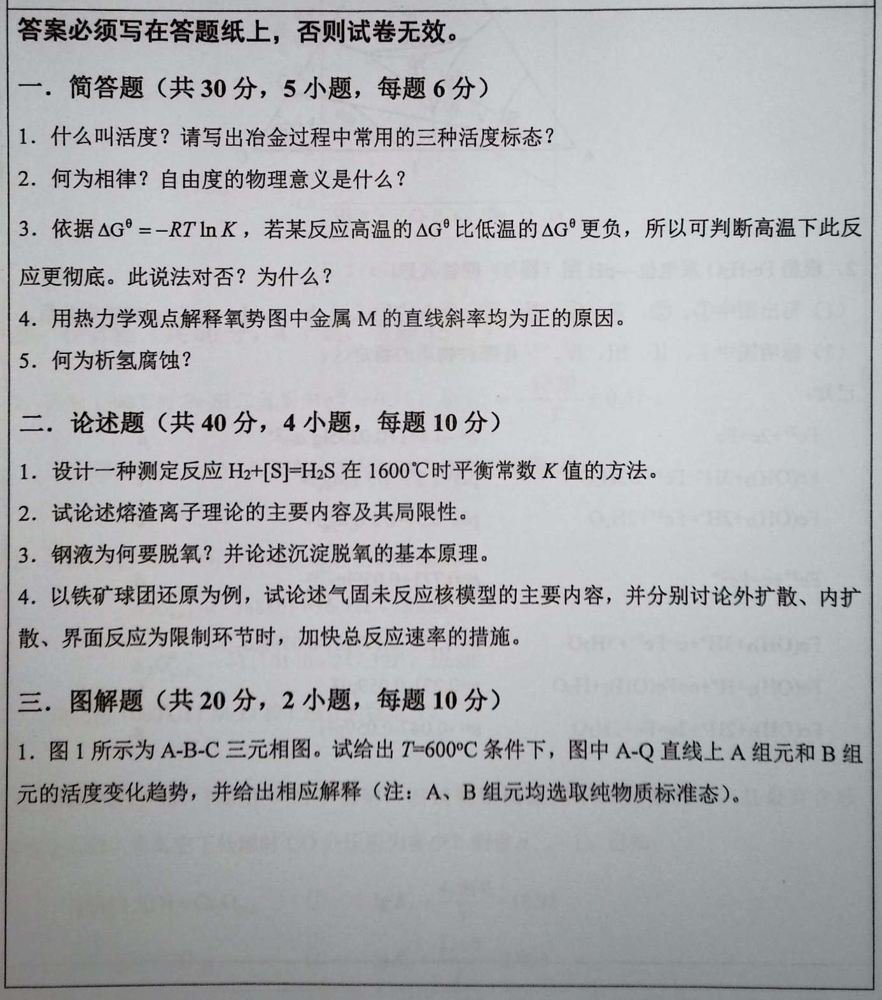 答案必须写在答题纸上，否则试卷无效。
一．简答题（共 30 分，5 小题，每题 6 分）
1．什么叫活度？请写出冶金过程中常用的三种活度标态？
2．何为相律？自由度的物理意义是什么？
3．依据 ΔG^θ = −RT ln K ，若某反应高温的 ΔG^θ 比低温的 ΔG^θ 更负，所以可判断高温下此反
应更彻底。此说法对否？为什么？
4．用热力学观点解释氧势图中金属 M 的直线斜率均为正的原因。
5．何为析氢腐蚀？
二．论述题（共 40 分，4 小题，每题 10 分）
1．设计一种测定反应 H₂+[S]=H₂S 在 1600℃时平衡常数 K 值的方法。
2．试论述熔渣离子理论的主要内容及其局限性。
3．钢液为何要脱氧？并论述沉淀脱氧的基本原理。
4．以铁矿球团还原为例，试论述气固未反应核模型的主要内容，并分别讨论外扩散、内扩
散、界面反应为限制环节时，加快总反应速率的措施。
三．图解题（共 20 分，2 小题，每题 10 分）
1．图 1 所示为 A-B-C 三元相图。试给出 T=600ºC 条件下，图中 A-Q 直线上 A 组元和 B 组
元的活度变化趋势，并给出相应解释（注：A、B 组元均选取纯物质标准态）。